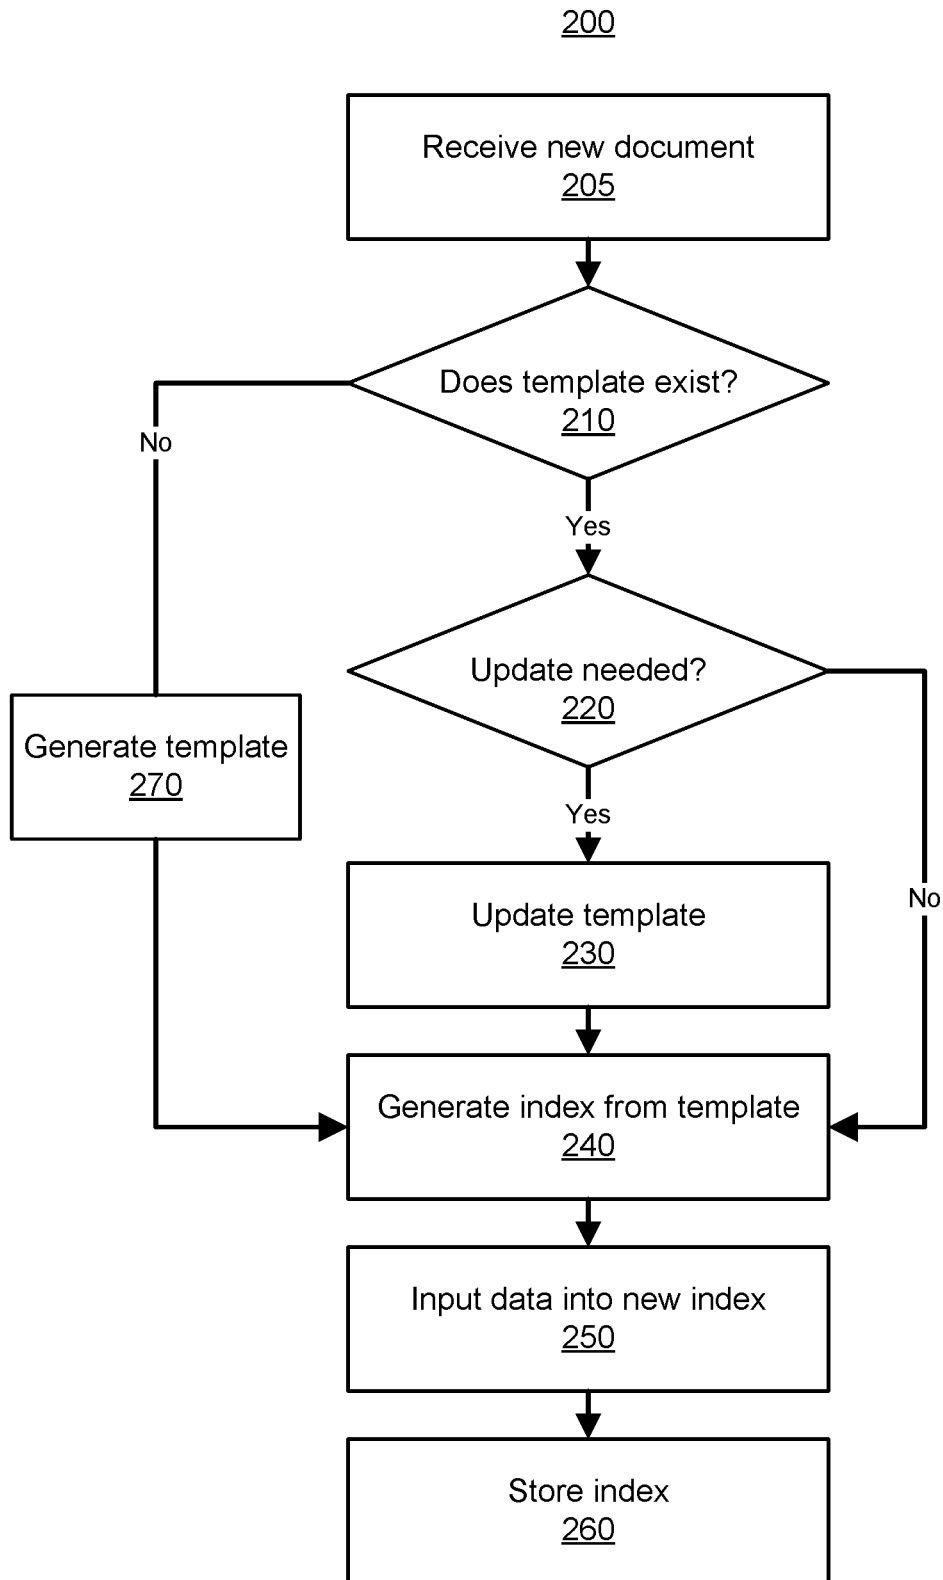 200
Receive new document
205
Does template exist?
210
No
Yes
Update needed?
220
Generate template
270
Yes
No
Update template
230
Generate index from template
240
Input data into new index
250
Store index
260